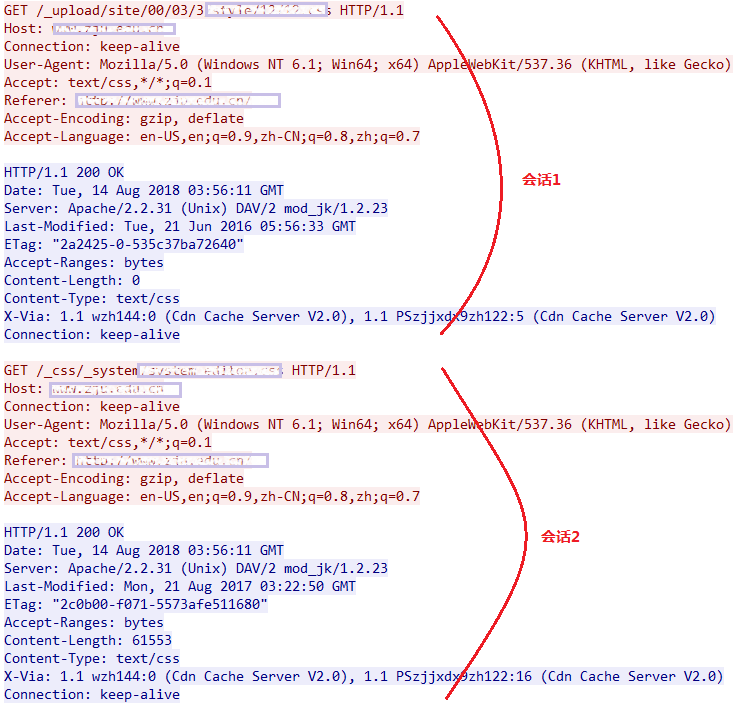 GET /_upload/site/00/03/3 HTTP/1.1
Host:
Connection: keep-alive
User-Agent: Mozilla/5.0 (Windows NT 6.1; Win64; x64) AppleWebKit/537.36 (KHTML, like Gecko)
Accept: text/css,*/*;q=0.1
Referer:
Accept-Encoding: gzip, deflate
Accept-Language: en-US,en;q=0.9,zh-CN;q=0.8,zh;q=0.7
会话1
HTTP/1.1 200 OK
Date: Tue, 14 Aug 2018 03:56:11 GMT
Server: Apache/2.2.31 (Unix) DAV/2 mod_jk/1.2.23
Last-Modified: Tue, 21 Jun 2016 05:56:33 GMT
ETag: "2a2425-0-535c37ba72640"
Accept-Ranges: bytes
Content-Length: 0
Content-Type: text/css
X-Via: 1.1 wzh144:0 (Cdn Cache Server V2.0), 1.1 PSzjjxdx9zh122:5 (Cdn Cache Server V2.0)
Connection: keep-alive
GET /_css/_system HTTP/1.1
Host:
Connection: keep-alive
User-Agent: Mozilla/5.0 (Windows NT 6.1; Win64; x64) AppleWebKit/537.36 (KHTML, like Gecko)
Accept: text/css,*/*;q=0.1
Referer:
Accept-Encoding: gzip, deflate
Accept-Language: en-US,en;q=0.9,zh-CN;q=0.8,zh;q=0.7
HTTP/1.1 200 OK
会话2
Date: Tue, 14 Aug 2018 03:56:11 GMT
Server: Apache/2.2.31 (Unix) DAV/2 mod_jk/1.2.23
Last-Modified: Mon, 21 Aug 2017 03:22:50 GMT
ETag: "2c0b00-f071-5573afe511680"
Accept-Ranges: bytes
Content-Length: 61553
Content-Type: text/css
X-Via: 1.1 wzh144:0 (Cdn Cache Server V2.0), 1.1 PSzjjxdx9zh122:16 (Cdn Cache Server V2.0)
Connection: keep-alive